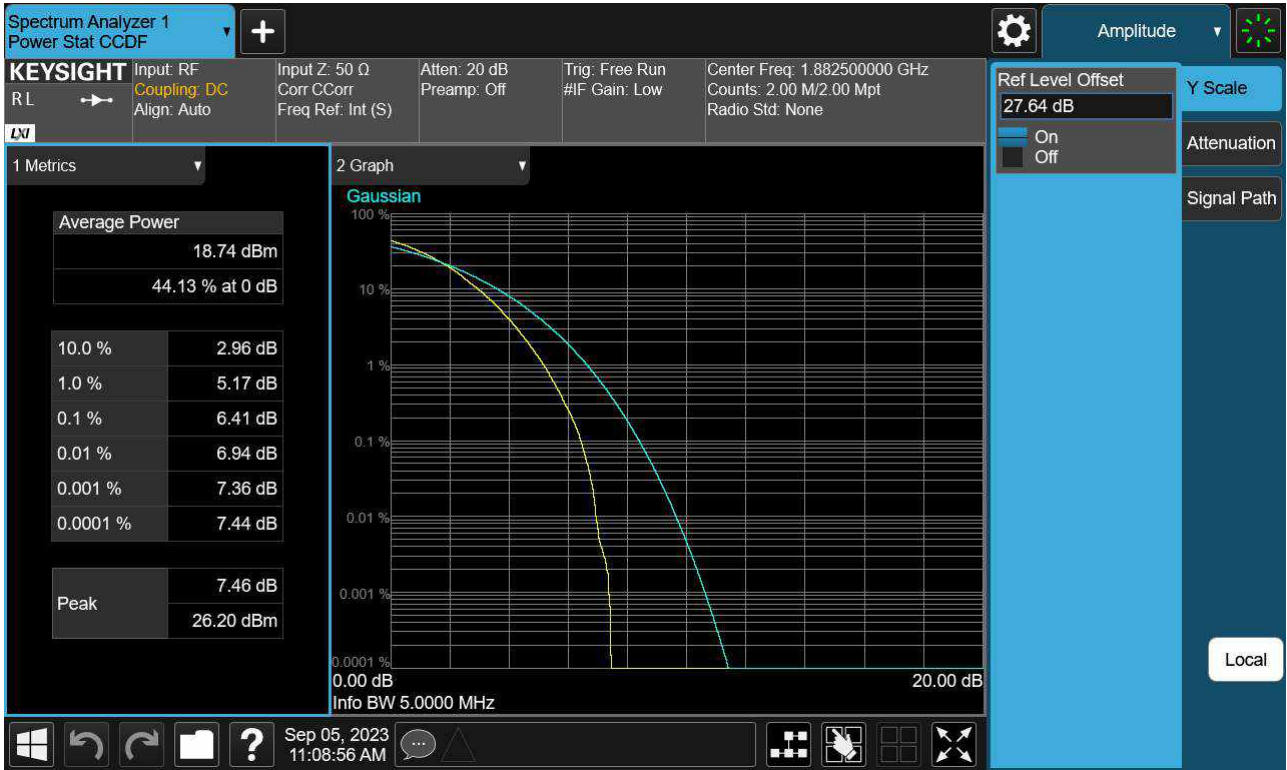 Spectrum Analyzer 1
Power Stat CCDF
▼
+
Amplitude
▼
KEYSIGHT
R L
LXI
Input: RF
Coupling: DC
Align: Auto
Input Z: 50 Ω
Corr CCorr
Freq Ref: Int (S)
Atten: 20 dB
Preamp: Off
Trig: Free Run
#IF Gain: Low
Center Freq: 1.882500000 GHz
Counts: 2.00 M/2.00 Mpt
Radio Std: None
Ref Level Offset
27.64 dB
On
Off
Y Scale
Attenuation
Signal Path
Local
1 Metrics ▼
Average Power
18.74 dBm
44.13 % at 0 dB
10.0 % 2.96 dB
1.0 % 5.17 dB
0.1 % 6.41 dB
0.01 % 6.94 dB
0.001 % 7.36 dB
0.0001 % 7.44 dB
Peak
7.46 dB
26.20 dBm
2 Graph ▼
Gaussian
100 %
10 %
1 %
0.1 %
0.01 %
0.001 %
0.0001 %
0.00 dB 20.00 dB
Info BW 5.0000 MHz
?
Sep 05, 2023
11:08:56 AM